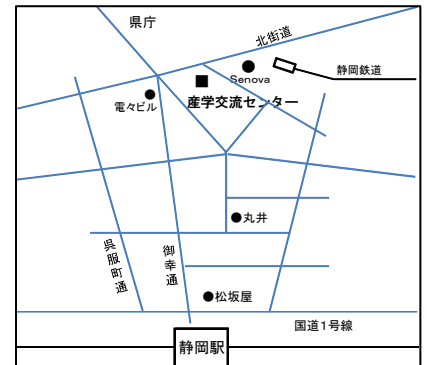 県庁
北街道
Senova
静岡鉄道
電々ビル
産学交流センター
丸井
呉服町通
御幸通
松坂屋
国道1号線
静岡駅